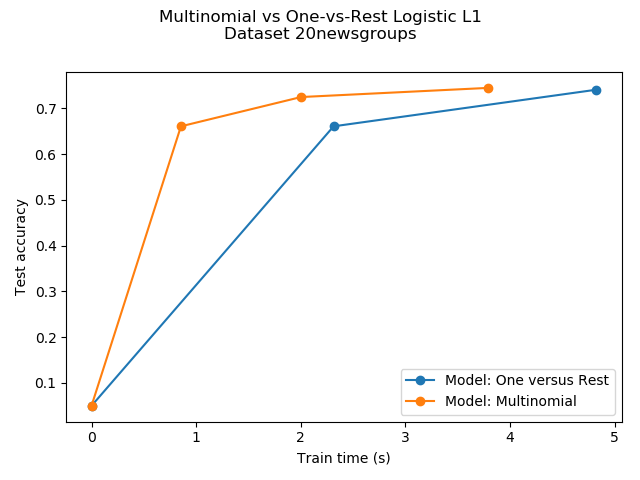 Multinomial vs One-vs-Rest Logistic L1
Dataset 20newsgroups
0.7
0.6
0.5
0.4
0.3
0.2
0.1
Test accuracy
Model: One versus Rest
Model: Multinomial
0 1 2 3 4 5
Train time (s)